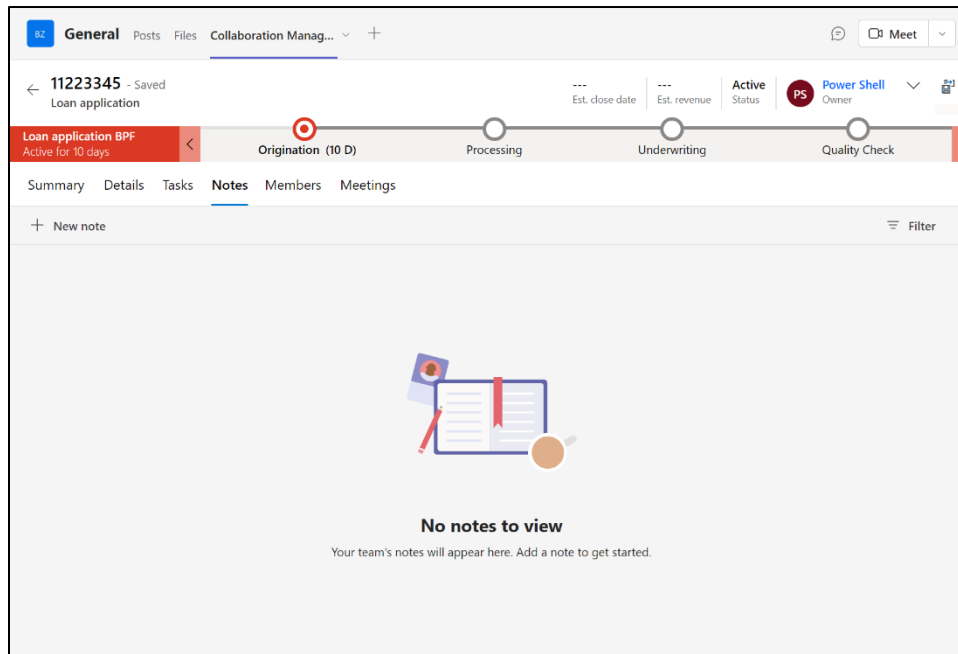 BZ General Posts Files Collaboration Manag... Meet
11223345 - Saved
Loan application
--- Est. close date
--- Est. revenue
Active Status
PS Power Shell Owner
Loan application BPF
Active for 10 days
Origination (10 D) Processing Underwriting Quality Check
Summary Details Tasks Notes Members Meetings
New note Filter
No notes to view
Your team's notes will appear here. Add a note to get started.